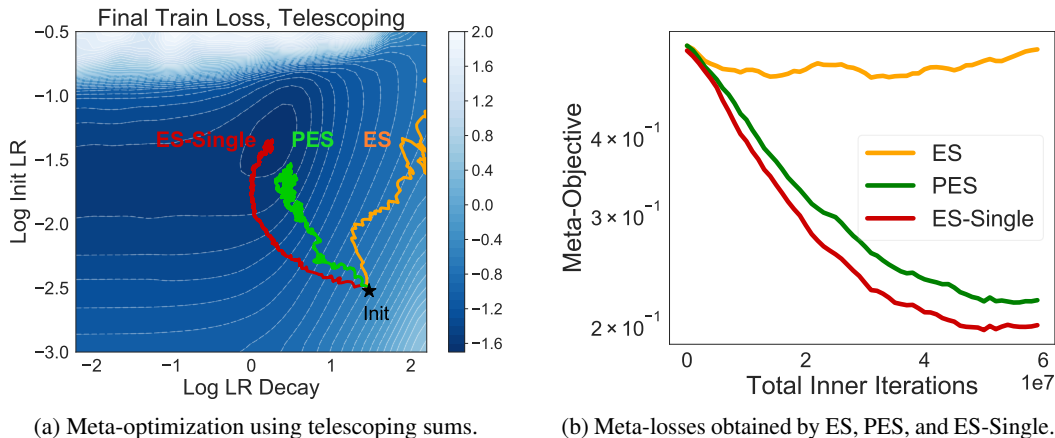 Final Train Loss, Telescoping
−0.5
−1.0
−1.5
−2.0
−2.5
−3.0
Log Init LR
ES-Single
PES
ES
Init
−2
−1
0
1
2
Log LR Decay
2.0
1.6
1.2
0.8
0.4
0.0
−0.4
−0.8
−1.2
−1.6
(a) Meta-optimization using telescoping sums.
Meta-Objective
4 × 10⁻¹
3 × 10⁻¹
2 × 10⁻¹
ES
PES
ES-Single
0
2
4
6
1e7
Total Inner Iterations
(b) Meta-losses obtained by ES, PES, and ES-Single.